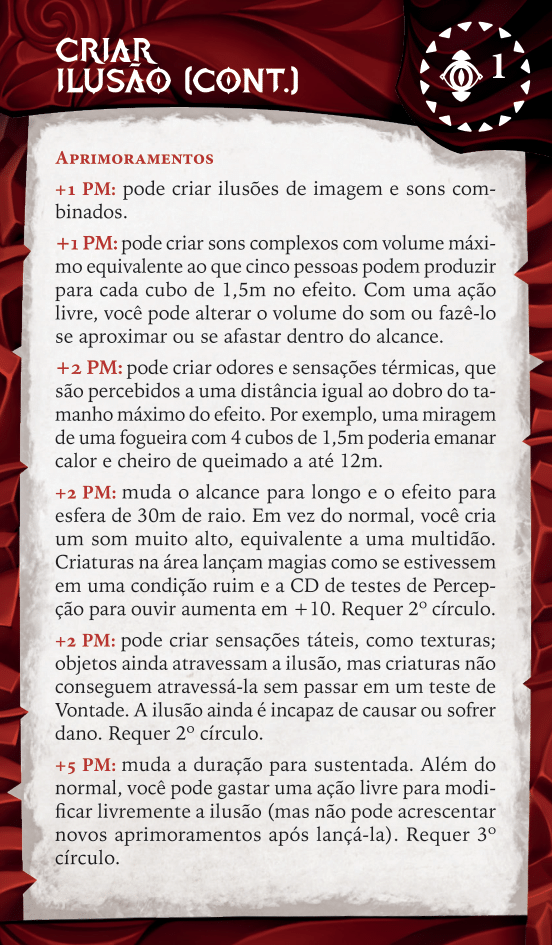 CRIAR
ILUSÃO (CONT.)
1
Aprimoramentos
+1 PM: pode criar ilusões de imagem e sons com-
binados.
+1 PM: pode criar sons complexos com volume máxi-
mo equivalente ao que cinco pessoas podem produzir
para cada cubo de 1,5m no efeito. Com uma ação
livre, você pode alterar o volume do som ou fazê-lo
se aproximar ou se afastar dentro do alcance.
+2 PM: pode criar odores e sensações térmicas, que
são percebidos a uma distância igual ao dobro do ta-
manho máximo do efeito. Por exemplo, uma miragem
de uma fogueira com 4 cubos de 1,5m poderia emanar
calor e cheiro de queimado a até 12m.
+2 PM: muda o alcance para longo e o efeito para
esfera de 30m de raio. Em vez do normal, você cria
um som muito alto, equivalente a uma multidão.
Criaturas na área lançam magias como se estivessem
em uma condição ruim e a CD de testes de Percep-
ção para ouvir aumenta em +10. Requer 2º círculo.
+2 PM: pode criar sensações táteis, como texturas;
objetos ainda atravessam a ilusão, mas criaturas não
conseguem atravessá-la sem passar em um teste de
Vontade. A ilusão ainda é incapaz de causar ou sofrer
dano. Requer 2º círculo.
+5 PM: muda a duração para sustentada. Além do
normal, você pode gastar uma ação livre para modi-
ficar livremente a ilusão (mas não pode acrescentar
novos aprimoramentos após lançá-la). Requer 3º
círculo.